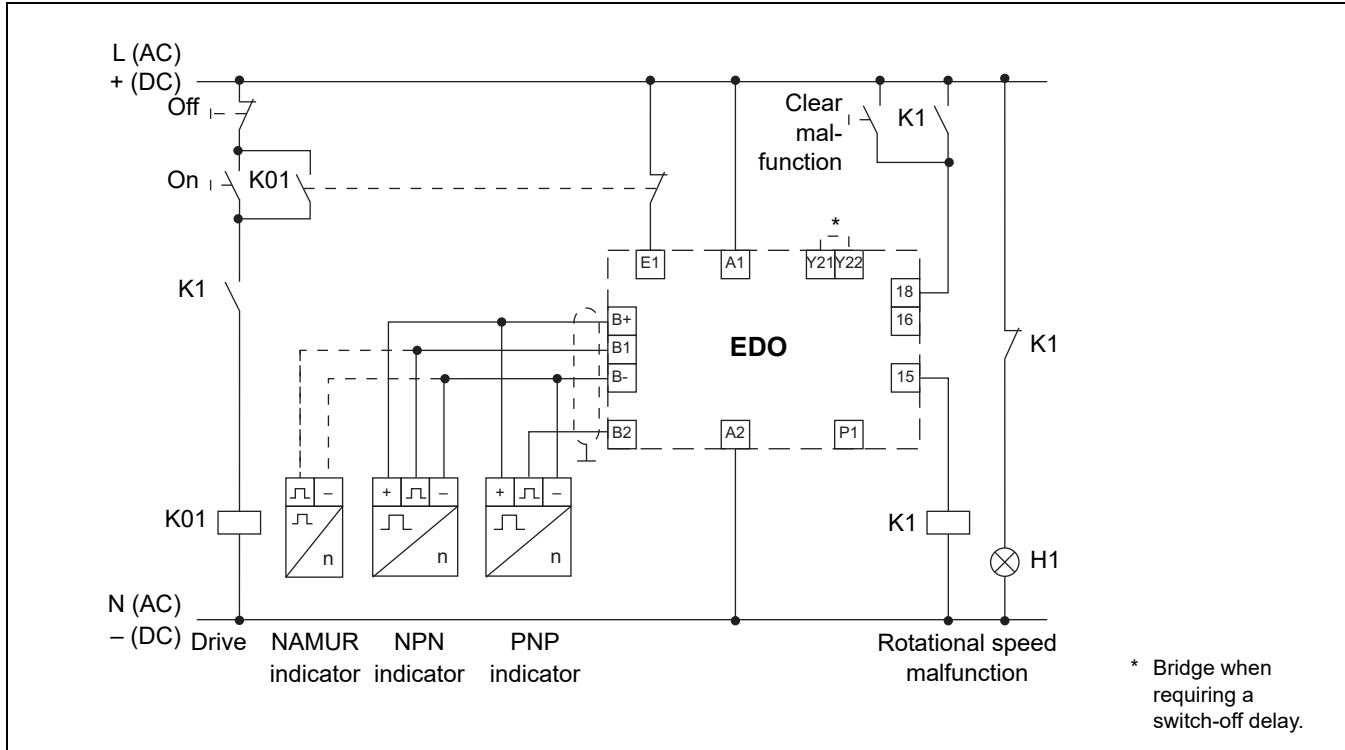 L (AC)
+ (DC)
Off
Clear
mal-
function
K1
On
K01
*
E1
A1
Y21
Y22
K1
18
16
B+
B1
B-
EDO
K1
15
B2
A2
P1
+
–
+
–
–
K01
n
n
n
K1
H1
N (AC)
– (DC)
Drive
NAMUR
indicator
NPN
indicator
PNP
indicator
Rotational speed
malfunction
* Bridge when
requiring a
switch-off delay.